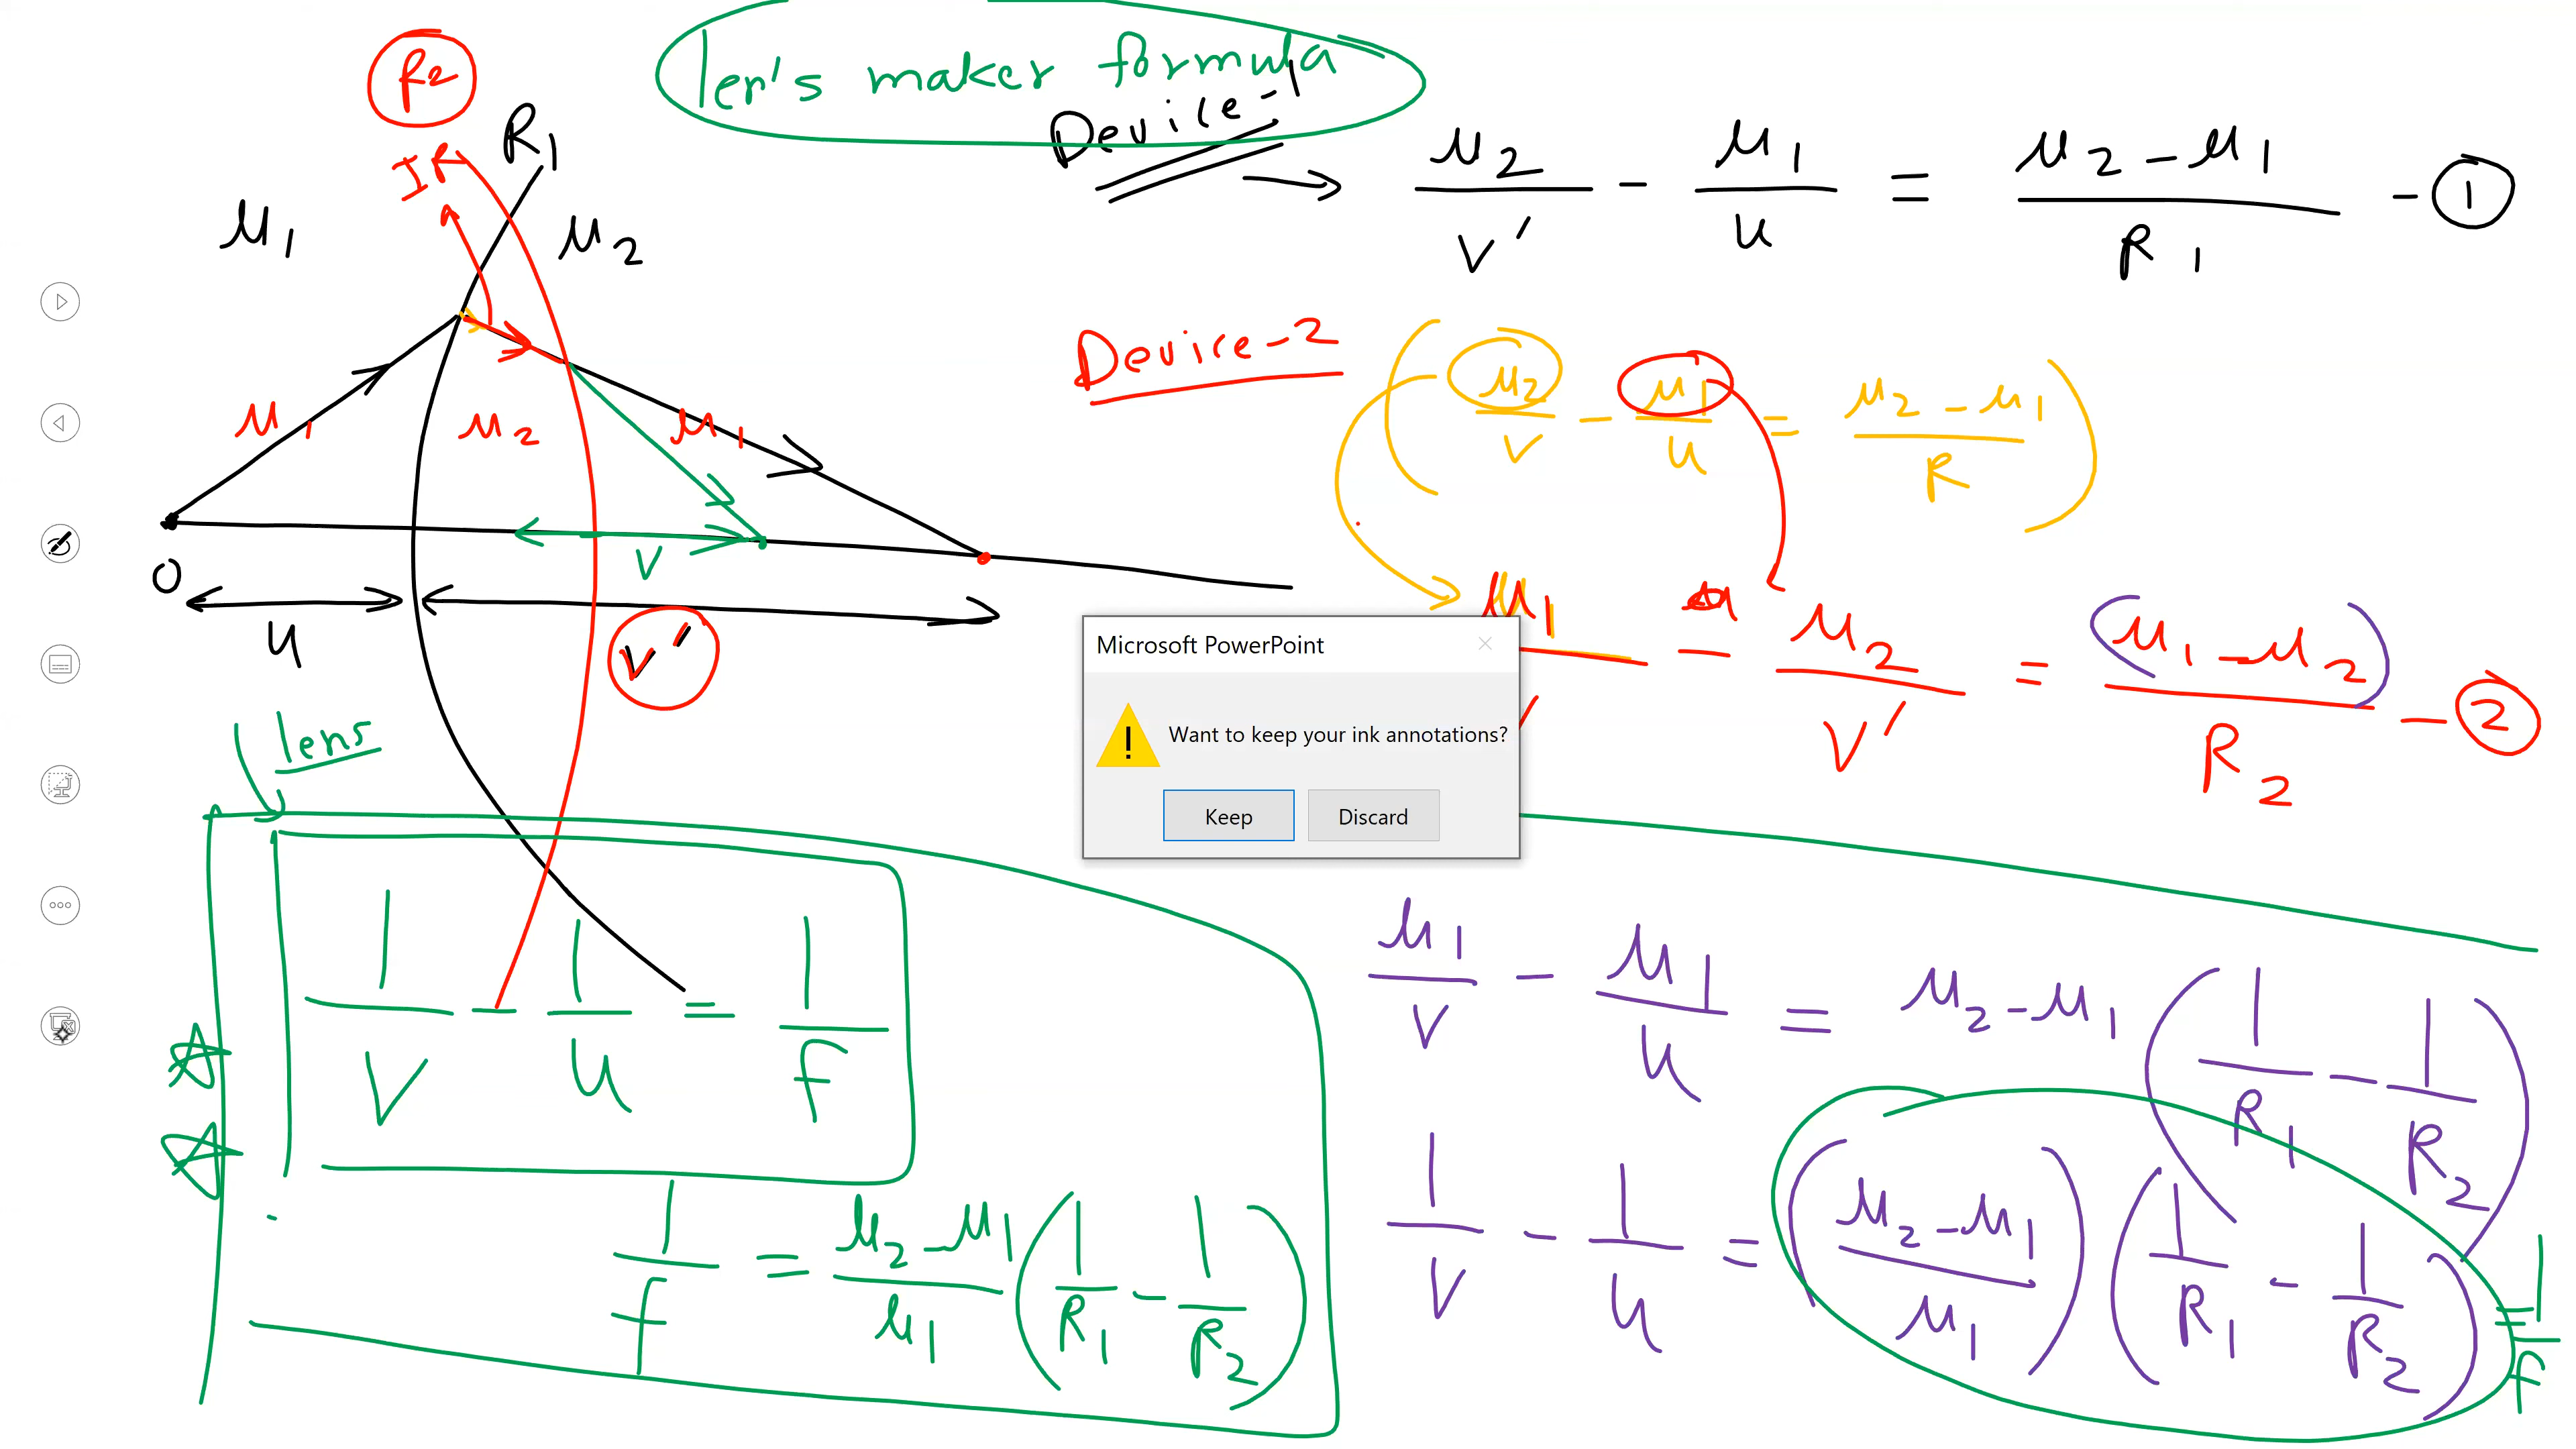 len's maker formula
R2
IR
R1
Device-1
→ μ2/v' - μ1/u = μ2-μ1/R1 - ①
μ1
μ2
Device-2
(μ2/v - μ1/u = μ2-μ1/R)
μ1
μ2
μ1
v
O
u
v'
μ1/v - μ2/v' = (μ1-μ2)/R2 - ②
Microsoft PowerPoint
Want to keep your ink annotations?
Keep
Discard
lens
1/v - 1/u = 1/f
μ1/v - μ1/u = μ2-μ1 (1/R1 - 1/R2)
1/v - 1/u = (μ2-μ1/μ1) (1/R1 - 1/R2) = 1/f
1/f = μ2-μ1/μ1 (1/R1 - 1/R2)